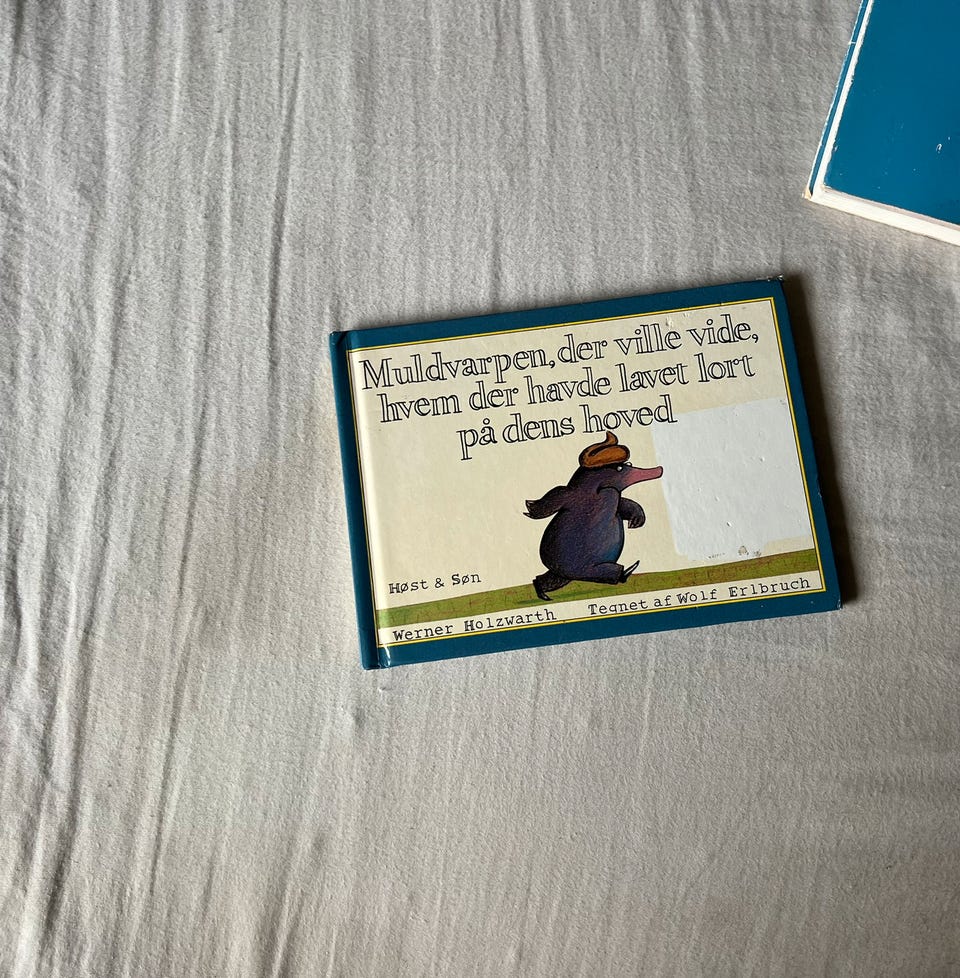 Muldvarpen, der ville vide,
hvem der havde lavet lort
på dens hoved
Høst & Søn
Werner Holzwarth
Tegnet af Wolf Erlbruch